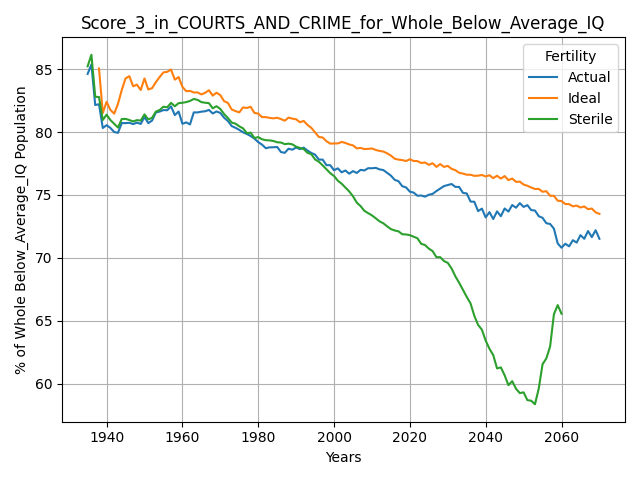 Score_3_in_COURTS_AND_CRIME_for_Whole_Below_Average_IQ
Fertility
Actual
Ideal
Sterile
% of Whole Below_Average_IQ Population
85
80
75
70
65
60
1940 1960 1980 2000 2020 2040 2060
Years